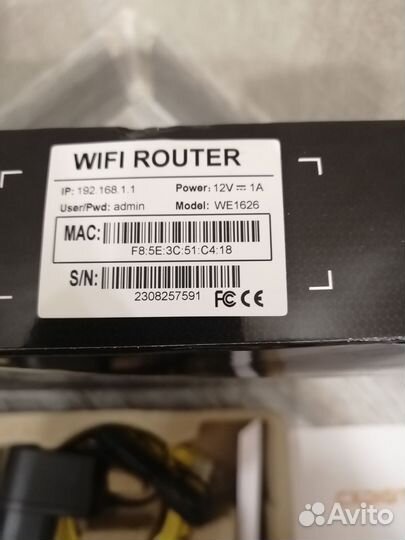 WIFI ROUTER
IP: 192.168.1.1 Power: 12V⎓1A
User/Pwd: admin Model: WE1626
MAC:
F8:5E:3C:51:C4:18
S/N:
2308257591
FC CE
Avito